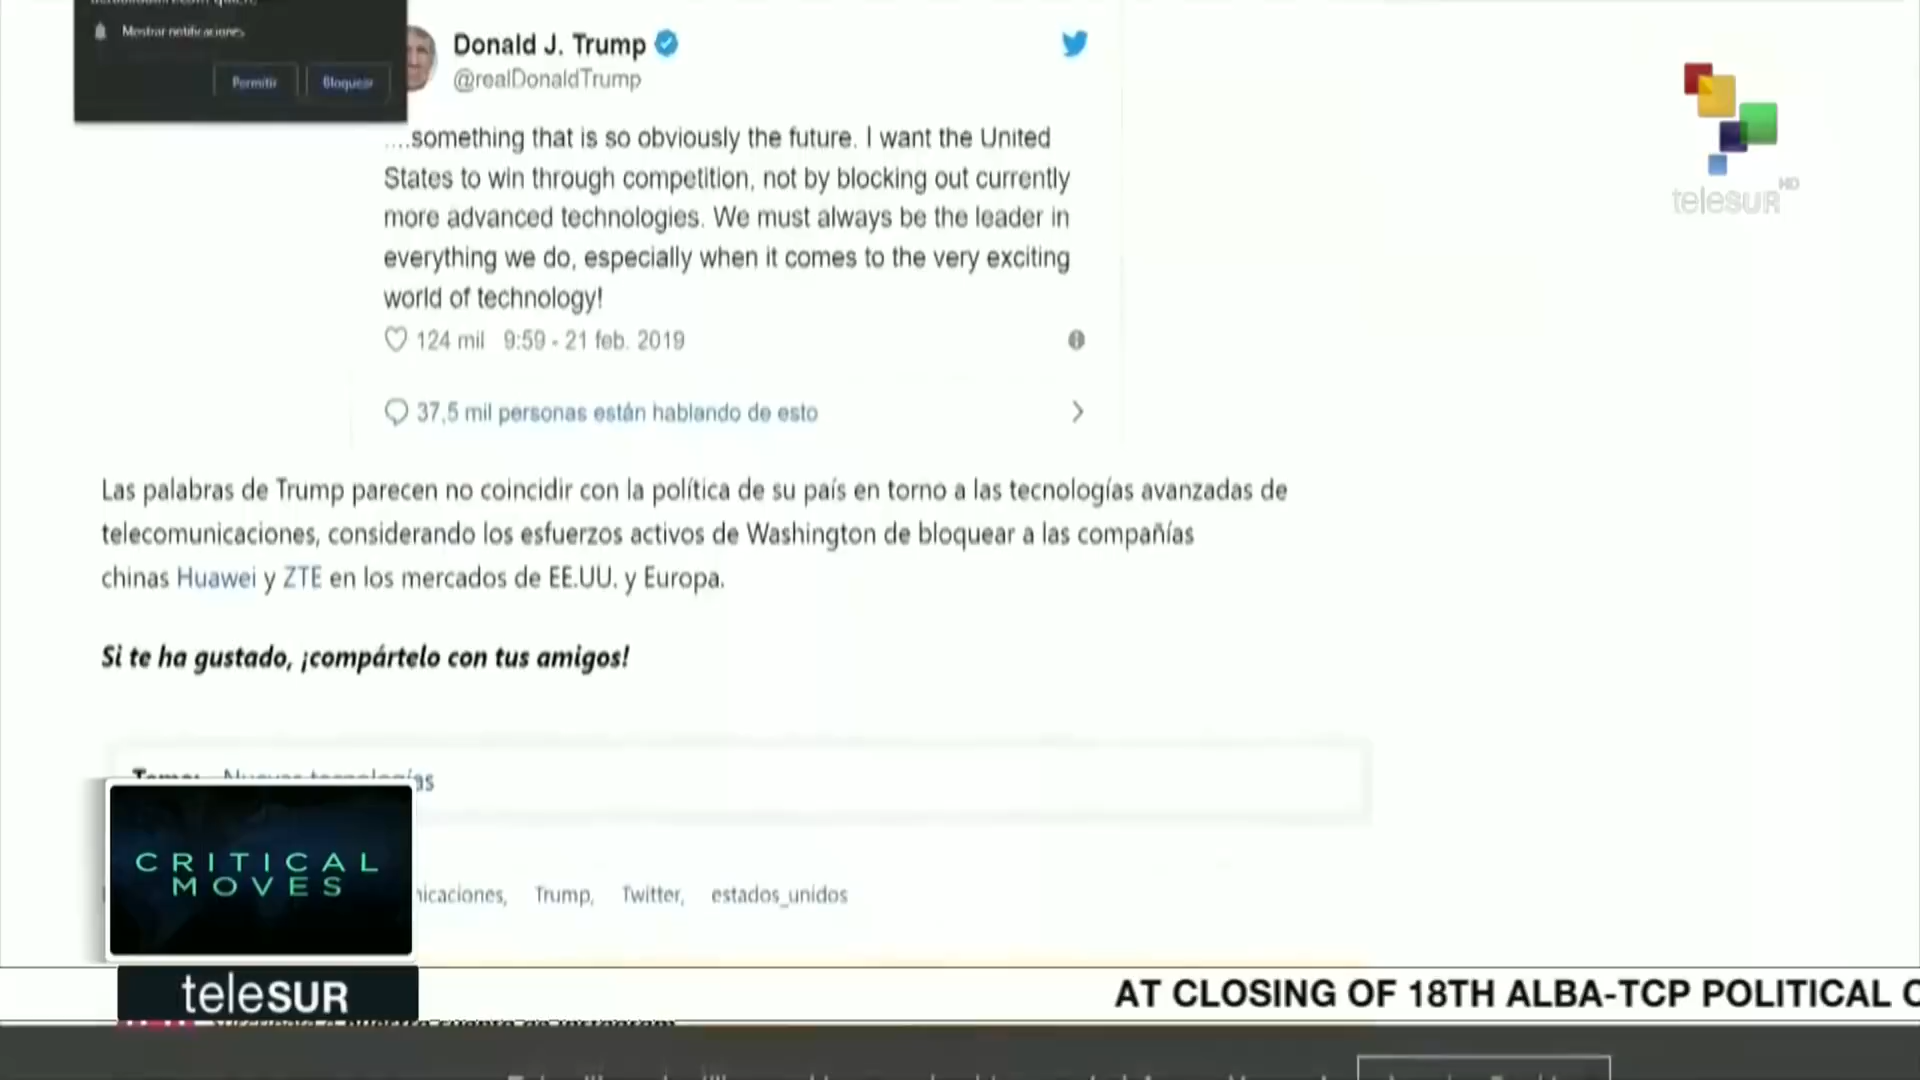 Mostrar notificaciones
Permitir
Bloquear
Donald J. Trump
@realDonaldTrump
....something that is so obviously the future. I want the United
States to win through competition, not by blocking out currently
more advanced technologies. We must always be the leader in
everything we do, especially when it comes to the very exciting
world of technology!
124 mil 9:59 - 21 feb. 2019
37,5 mil personas están hablando de esto
teleSUR HD
Las palabras de Trump parecen no coincidir con la política de su país en torno a las tecnologías avanzadas de
telecomunicaciones, considerando los esfuerzos activos de Washington de bloquear a las compañías
chinas Huawei y ZTE en los mercados de EE.UU. y Europa.
Si te ha gustado, ¡compártelo con tus amigos!
Tema: Nuevas tecnologías
CRITICAL
MOVES
nicaciones, Trump, Twitter, estados_unidos
teleSUR
AT CLOSING OF 18TH ALBA-TCP POLITICAL C